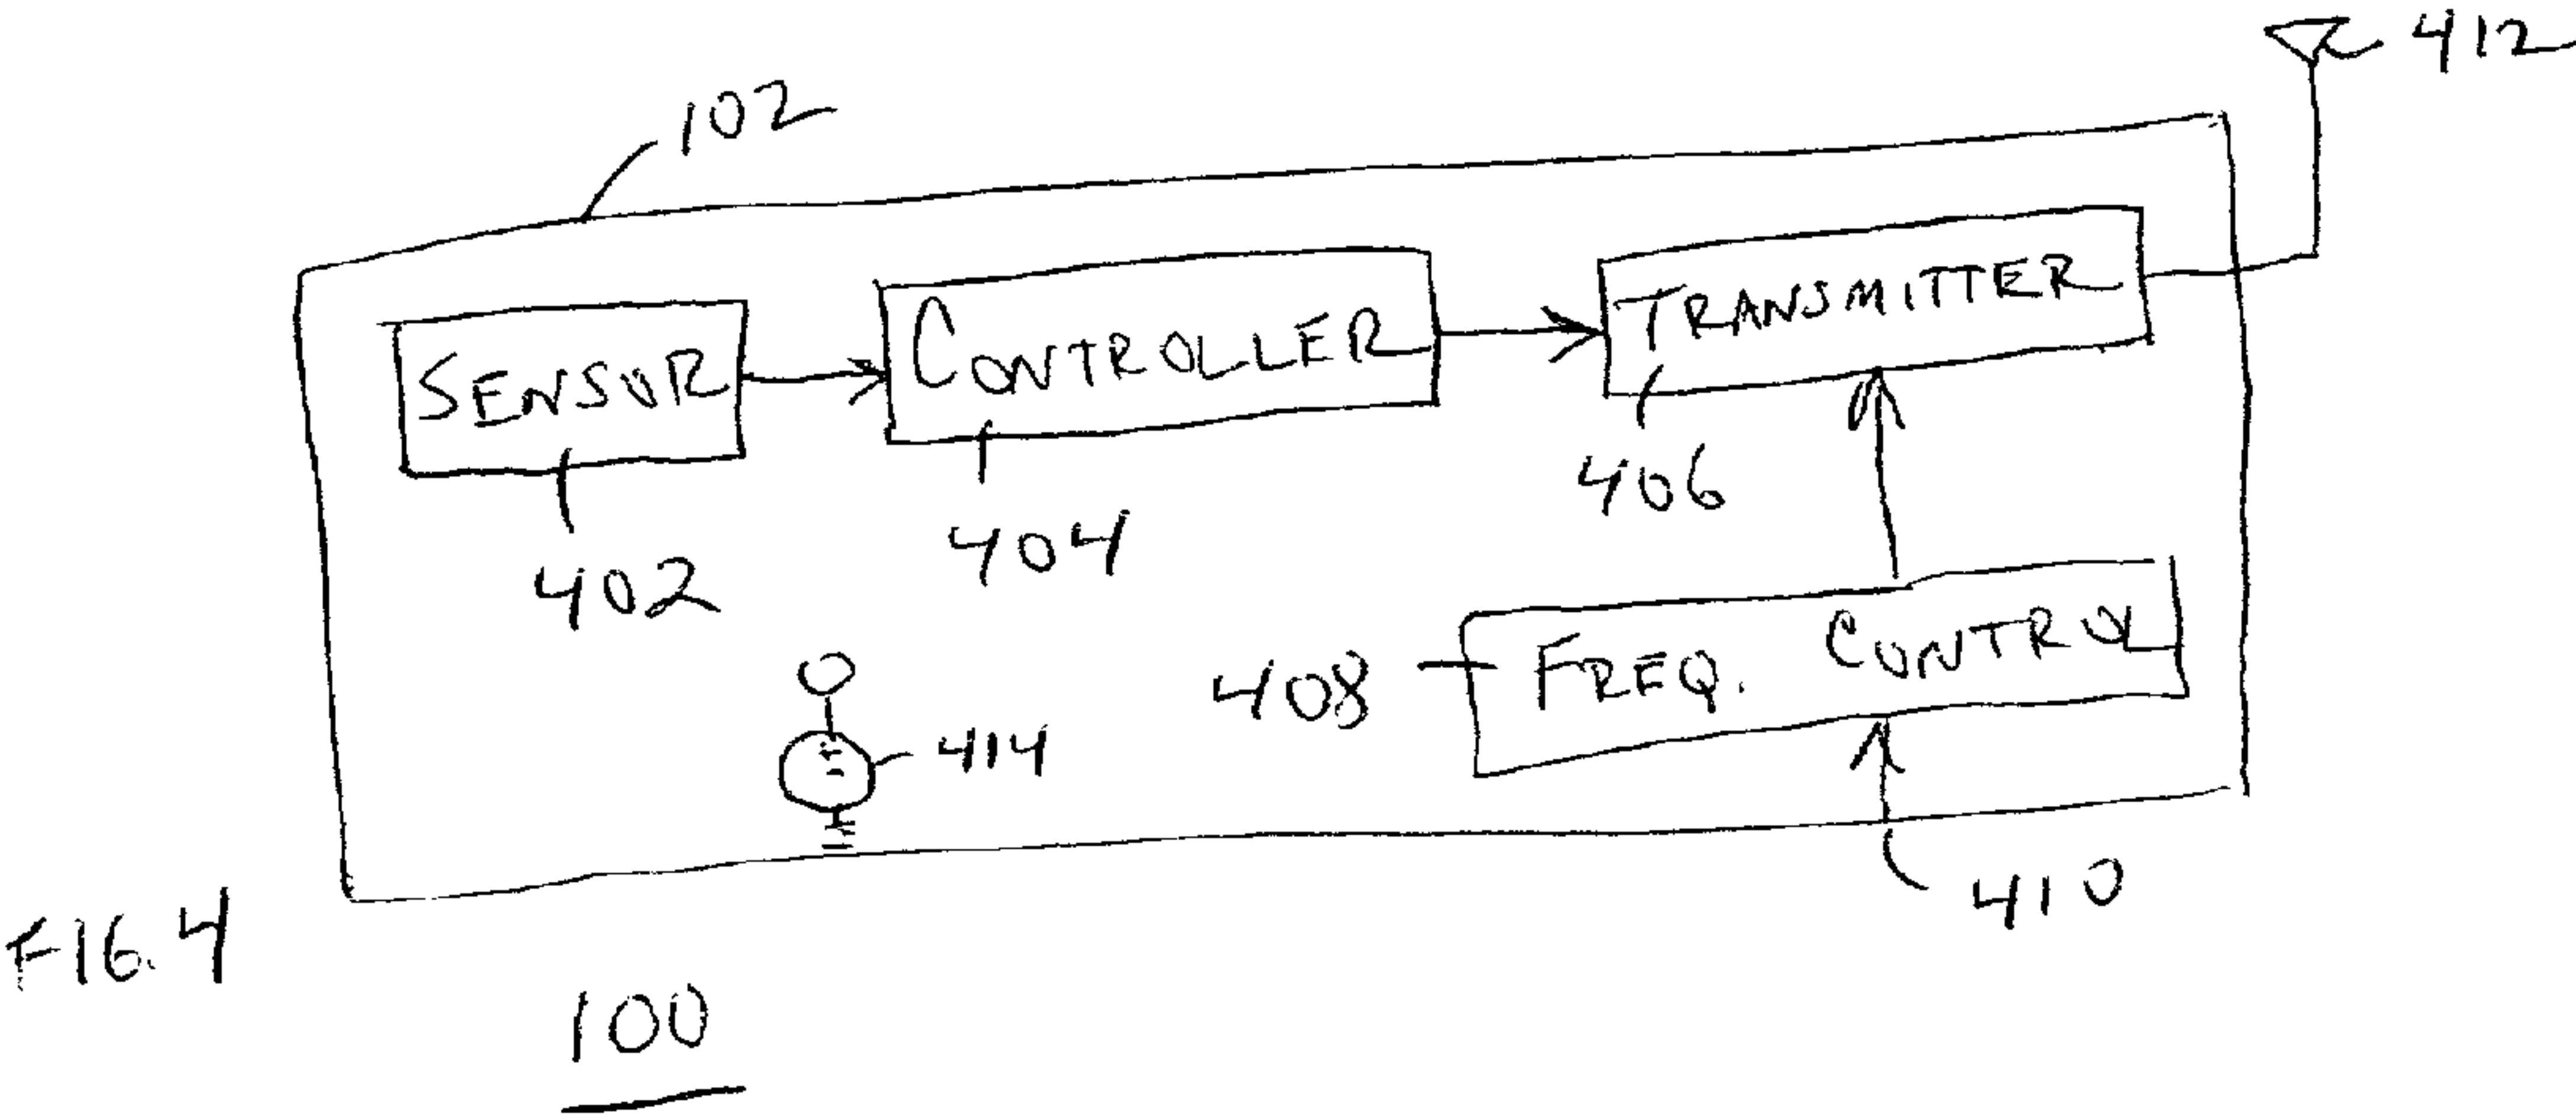 412
102
SENSOR
CONTROLLER
TRANSMITTER
402
404
406
408
FREQ. CONTROL
414
410
FIG. 4
100